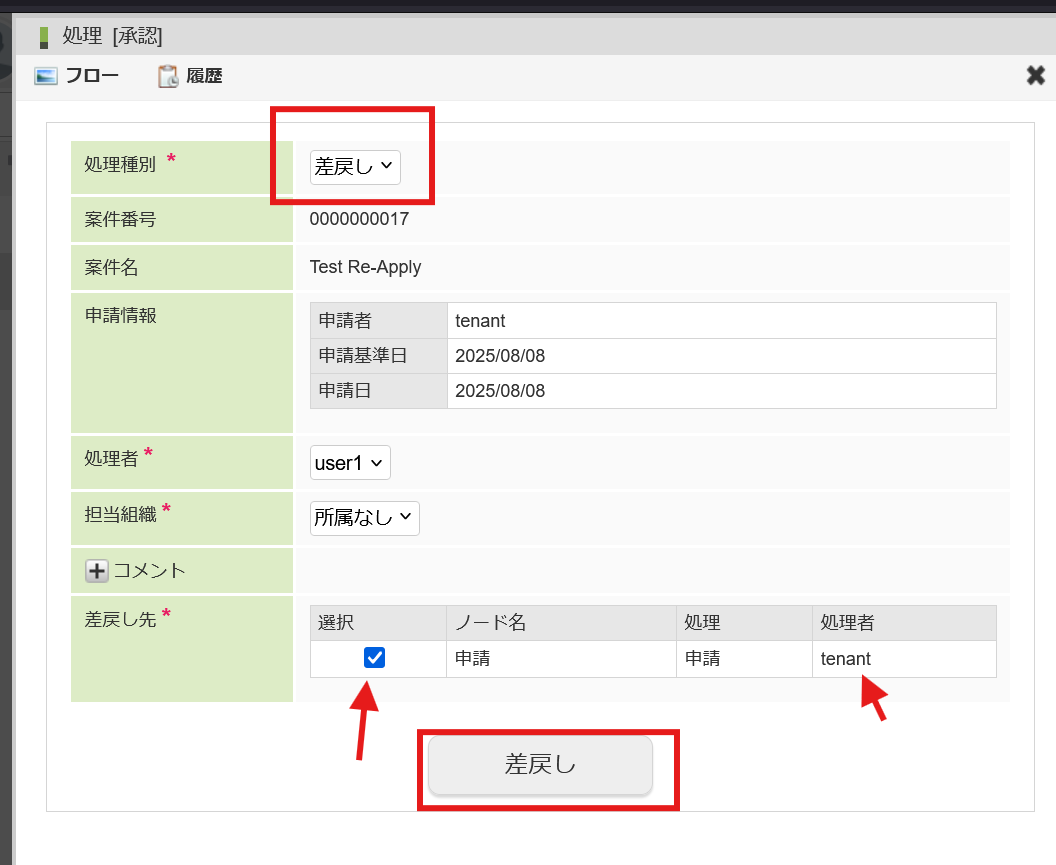 処理 [承認]
フロー 履歴
処理種別 * 差戻し
案件番号 0000000017
案件名 Test Re-Apply
申請情報
申請者 tenant
申請基準日 2025/08/08
申請日 2025/08/08
処理者 * user1
担当組織 * 所属なし
コメント
差戻し先 *
選択 ノード名 処理 処理者
申請 申請 tenant
差戻し